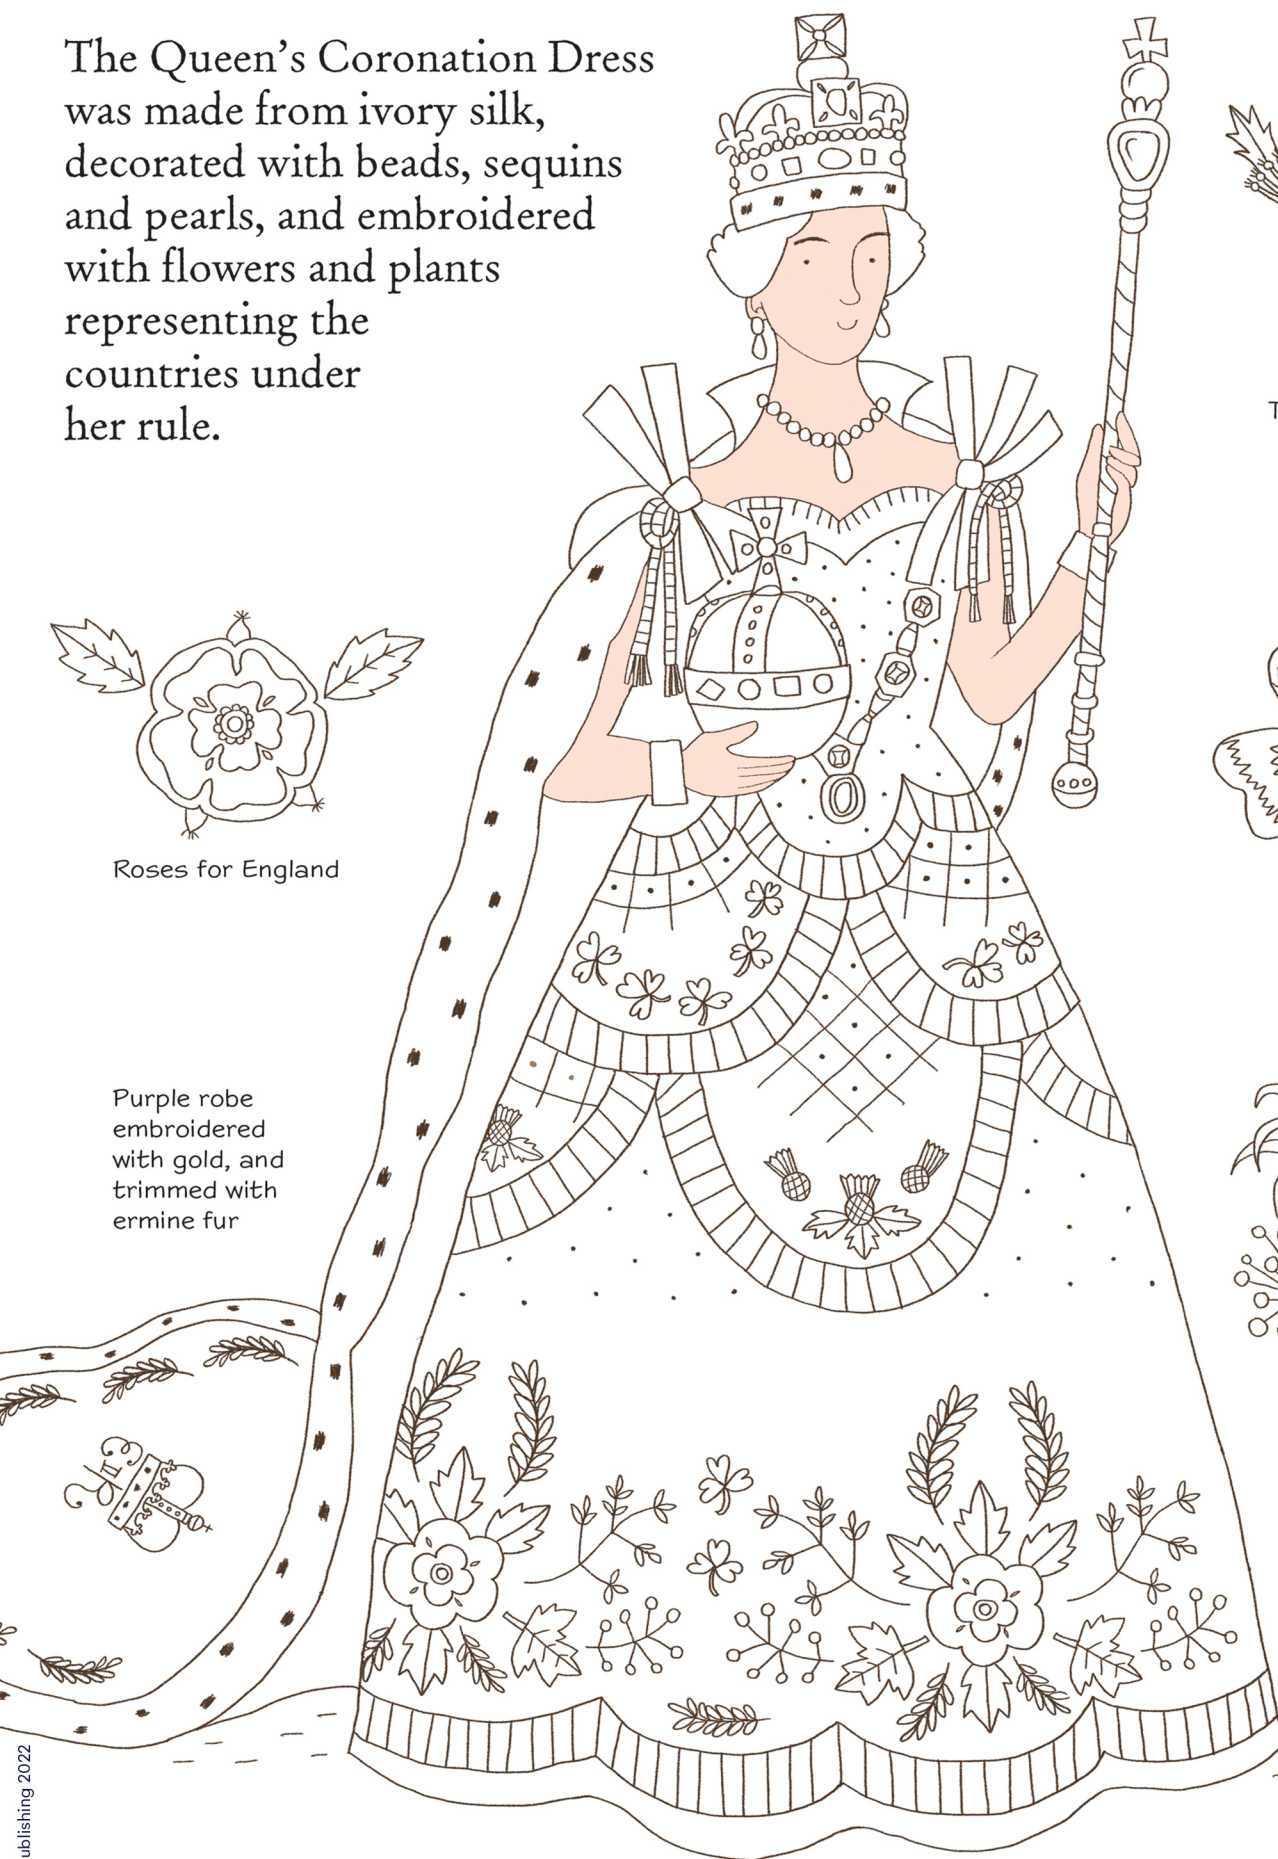 The Queen’s Coronation Dress
was made from ivory silk,
decorated with beads, sequins
and pearls, and embroidered
with flowers and plants
representing the
countries under
her rule.
Roses for England
Purple robe
embroidered
with gold, and
trimmed with
ermine fur
ublishing 2022